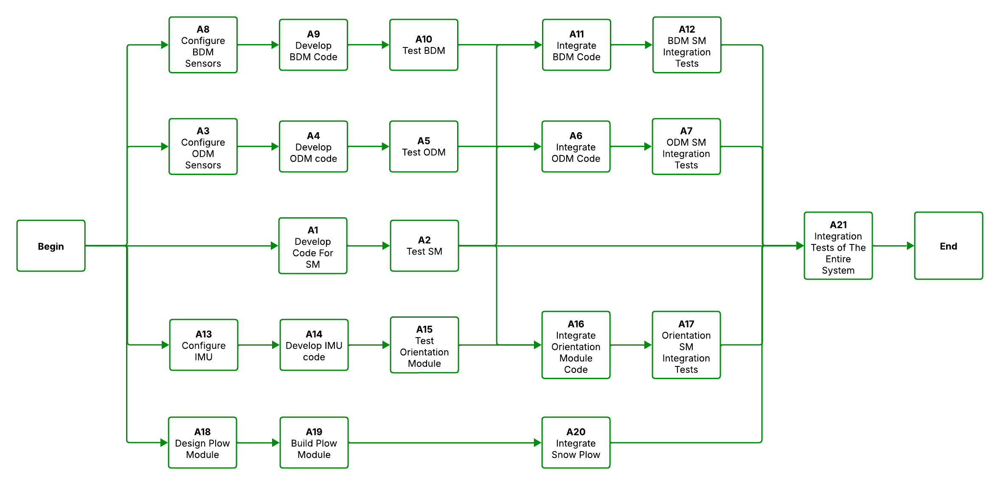 A8
Configure
BDM
Sensors
A9
Develop
BDM Code
A10
Test BDM
A11
Integrate
BDM Code
A12
BDM SM
Integration
Tests
A3
Configure
ODM
Sensors
A4
Develop
ODM code
A5
Test ODM
A6
Integrate
ODM Code
A7
ODM SM
Integration
Tests
Begin
A1
Develop
Code For
SM
A2
Test SM
A21
Integration
Tests of The
Entire
System
End
A13
Configure
IMU
A14
Develop IMU
code
A15
Test
Orientation
Module
A16
Integrate
Orientation
Module
Code
A17
Orientation
SM
Integration
Tests
A18
Design Plow
Module
A19
Build Plow
Module
A20
Integrate
Snow Plow